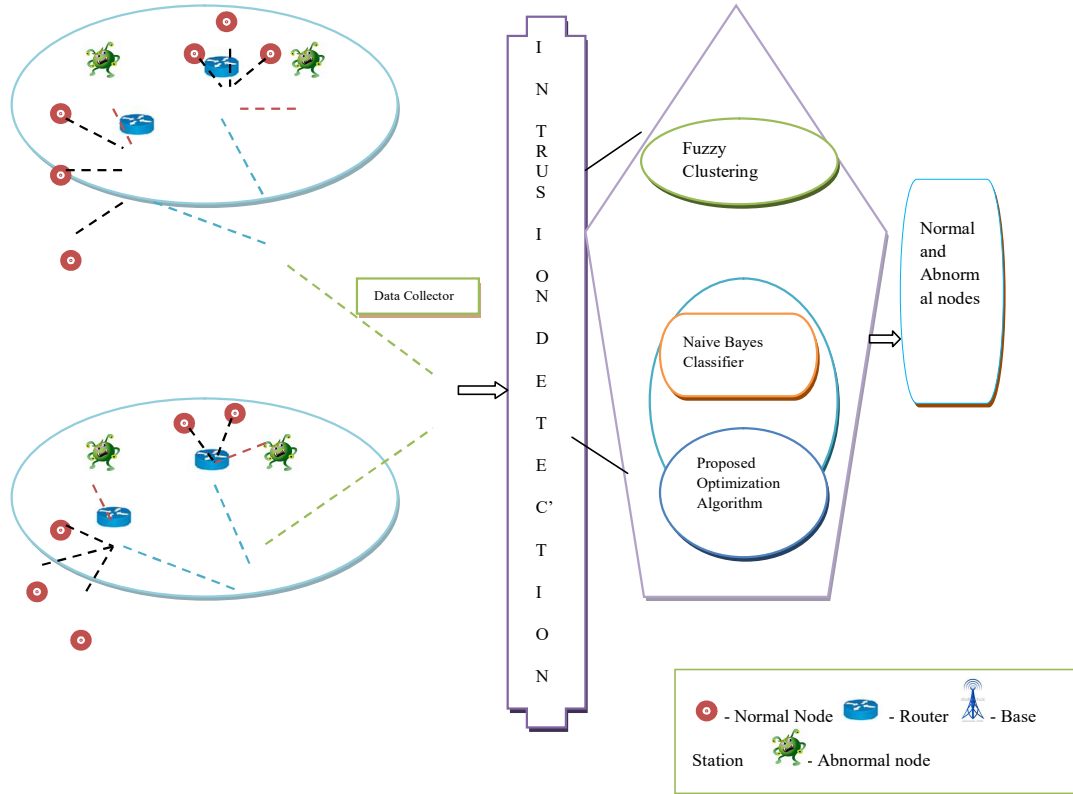 I
N
T
R
U
S
I
O
N
D
E
T
E
C’
T
I
O
N
Data Collector
Fuzzy
Clustering
Naive Bayes
Classifier
Proposed
Optimization
Algorithm
Normal
and
Abnorm
al nodes
- Normal Node - Router - Base
Station - Abnormal node